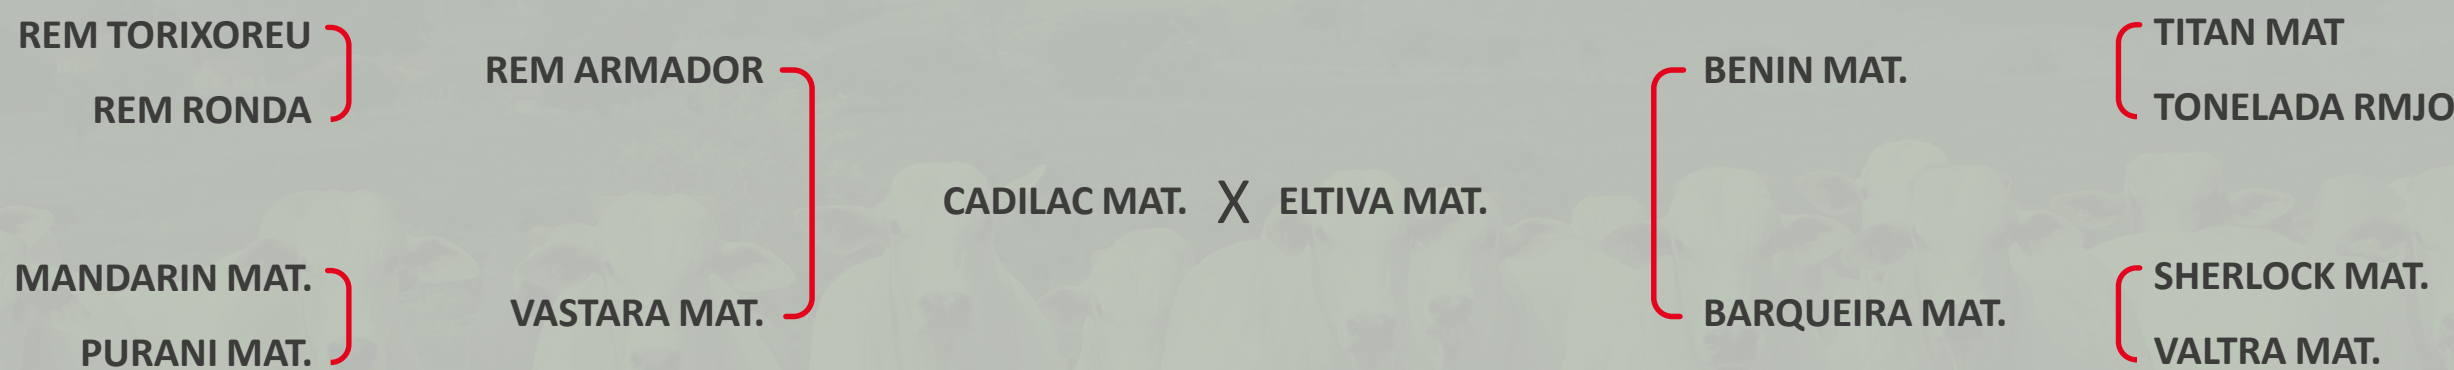 REM TORIXOREU
REM RONDA
REM ARMADOR
MANDARIN MAT.
PURANI MAT.
VASTARA MAT.
CADILAC MAT. X ELTIVA MAT.
BENIN MAT.
TITAN MAT
TONELADA RMJO
BARQUEIRA MAT.
SHERLOCK MAT.
VALTRA MAT.